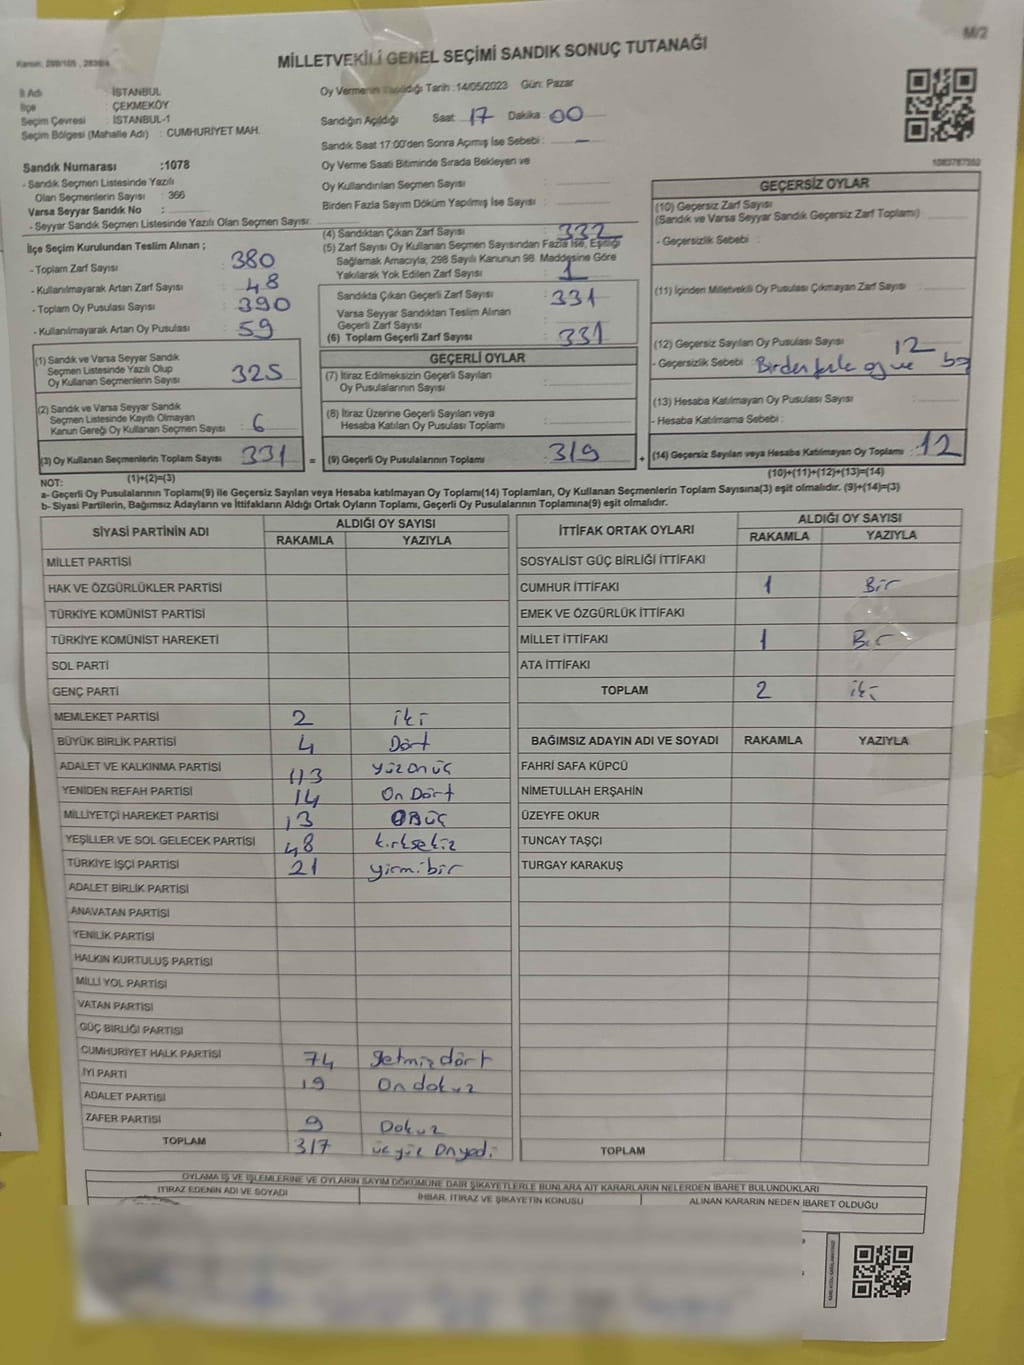 M/2
MİLLETVEKİLİ GENEL SEÇİMİ SANDIK SONUÇ TUTANAĞI
İl Adı : İSTANBUL
İlçe : ÇEKMEKÖY
Seçim Çevresi : İSTANBUL-1
Seçim Bölgesi (Mahalle Adı) : CUMHURİYET MAH.
Sandık Numarası :1078
- Sandık Seçmen Listesinde Yazılı
Olan Seçmenlerin Sayısı : 366
Varsa Seyyar Sandık No :
- Seyyar Sandık Seçmen Listesinde Yazılı Olan Seçmen Sayısı:
Oy Vermenin Yapıldığı Tarih :14/05/2023 Gün: Pazar
Sandığın Açıldığı Saat : 17 Dakika : 00
Sandık Saat 17:00'den Sonra Açımış İse Sebebi : —
Oy Verme Saati Bitiminde Sırada Bekleyen ve
Oy Kullandırılan Seçmen Sayısı :
Birden Fazla Sayım Döküm Yapılmış İse Sayısı :
1083787352
İlçe Seçim Kurulundan Teslim Alınan ;
- Toplam Zarf Sayısı : 380
- Kullanılmayarak Artan Zarf Sayısı : 48
- Toplam Oy Pusulası Sayısı : 390
- Kullanılmayarak Artan Oy Pusulası : 59
(1) Sandık ve Varsa Seyyar Sandık
Seçmen Listesinde Yazılı Olup
Oy Kullanan Seçmenlerin Sayısı : 325
(2) Sandık ve Varsa Seyyar Sandık
Seçmen Listesinde Kayıtlı Olmayan
Kanun Gereği Oy Kullanan Seçmen Sayısı : 6
(3) Oy Kullanan Seçmenlerin Toplam Sayısı : 331
(1)+(2)=(3)
(4) Sandıktan Çıkan Zarf Sayısı : 332
(5) Zarf Sayısı Oy Kullanan Seçmen Sayısından Fazla İse, Eşitliği
Sağlamak Amacıyla, 298 Sayılı Kanunun 98. Maddesine Göre
Yakılarak Yok Edilen Zarf Sayısı : 1
Sandıkta Çıkan Geçerli Zarf Sayısı : 331
Varsa Seyyar Sandıktan Teslim Alınan
Geçerli Zarf Sayısı :
(6) Toplam Geçerli Zarf Sayısı : 331
GEÇERLİ OYLAR
(7) İtiraz Edilmeksizin Geçerli Sayılan
Oy Pusulalarının Sayısı :
(8) İtiraz Üzerine Geçerli Sayılan veya
Hesaba Katılan Oy Pusulası Toplamı :
= (9) Geçerli Oy Pusulalarının Toplamı : 319
GEÇERSİZ OYLAR
(10) Geçersiz Zarf Sayısı :
(Sandık ve Varsa Seyyar Sandık Geçersiz Zarf Toplamı)
- Geçersizlik Sebebi :
(11) İçinden Milletvekili Oy Pusulası Çıkmayan Zarf Sayısı :
(12) Geçersiz Sayılan Oy Pusulası Sayısı : 12
- Geçersizlik Sebebi : Birden fazla oy ve
(13) Hesaba Katılmayan Oy Pusulası Sayısı :
- Hesaba Katılmama Sebebi :
+ (14) Geçersiz Sayılan veya Hesaba Katılmayan Oy Toplamı : 12
(10)+(11)+(12)+(13)=(14)
NOT:
a- Geçerli Oy Pusulalarının Toplamı(9) ile Geçersiz Sayılan veya Hesaba katılmayan Oy Toplamı(14) Toplamları, Oy Kullanan Seçmenlerin Toplam Sayısına(3) eşit olmalıdır. (9)+(14)=(3)
b- Siyasi Partilerin, Bağımsız Adayların ve İttifakların Aldığı Ortak Oyların Toplamı, Geçerli Oy Pusulalarının Toplamına(9) eşit olmalıdır.
SİYASİ PARTİNİN ADI ALDIĞI OY SAYISI
RAKAMLA YAZIYLA
MİLLET PARTİSİ
HAK VE ÖZGÜRLÜKLER PARTİSİ
TÜRKİYE KOMÜNİST PARTİSİ
TÜRKİYE KOMÜNİST HAREKETİ
SOL PARTİ
GENÇ PARTİ
MEMLEKET PARTİSİ 2 iki
BÜYÜK BİRLİK PARTİSİ 4 Dört
ADALET VE KALKINMA PARTİSİ 113 yüzonüç
YENİDEN REFAH PARTİSİ 14 On Dört
MİLLİYETÇİ HAREKET PARTİSİ 13 Onüç
YEŞİLLER VE SOL GELECEK PARTİSİ 48 kırksekiz
TÜRKİYE İŞÇİ PARTİSİ 21 yirmibir
ADALET BİRLİK PARTİSİ
ANAVATAN PARTİSİ
YENİLİK PARTİSİ
HALKIN KURTULUŞ PARTİSİ
MİLLİ YOL PARTİSİ
VATAN PARTİSİ
GÜÇ BİRLİĞİ PARTİSİ
CUMHURİYET HALK PARTİSİ 74 Yetmişdört
İYİ PARTİ 19 Ondokuz
ADALET PARTİSİ
ZAFER PARTİSİ 9 Dokuz
TOPLAM 317 üçyüz Onyedi
İTTİFAK ORTAK OYLARI ALDIĞI OY SAYISI
RAKAMLA YAZIYLA
SOSYALİST GÜÇ BİRLİĞİ İTTİFAKI
CUMHUR İTTİFAKI 1 Bir
EMEK VE ÖZGÜRLÜK İTTİFAKI
MİLLET İTTİFAKI 1 Bir
ATA İTTİFAKI
TOPLAM 2 iki
BAĞIMSIZ ADAYIN ADI VE SOYADI RAKAMLA YAZIYLA
FAHRİ SAFA KÜPCÜ
NİMETULLAH ERŞAHİN
ÜZEYFE OKUR
TUNCAY TAŞÇI
TURGAY KARAKUŞ
TOPLAM
OYLAMA İŞ VE İŞLEMLERİNE VE OYLARIN SAYIM DÖKÜMÜNE DAİR ŞİKAYETLERLE BUNLARA AİT KARARLARIN NELERDEN İBARET BULUNDUKLARI
İTİRAZ EDENİN ADI VE SOYADI İHBAR, İTİRAZ VE ŞİKAYETİN KONUSU ALINAN KARARIN NEDEN İBARET OLDUĞU